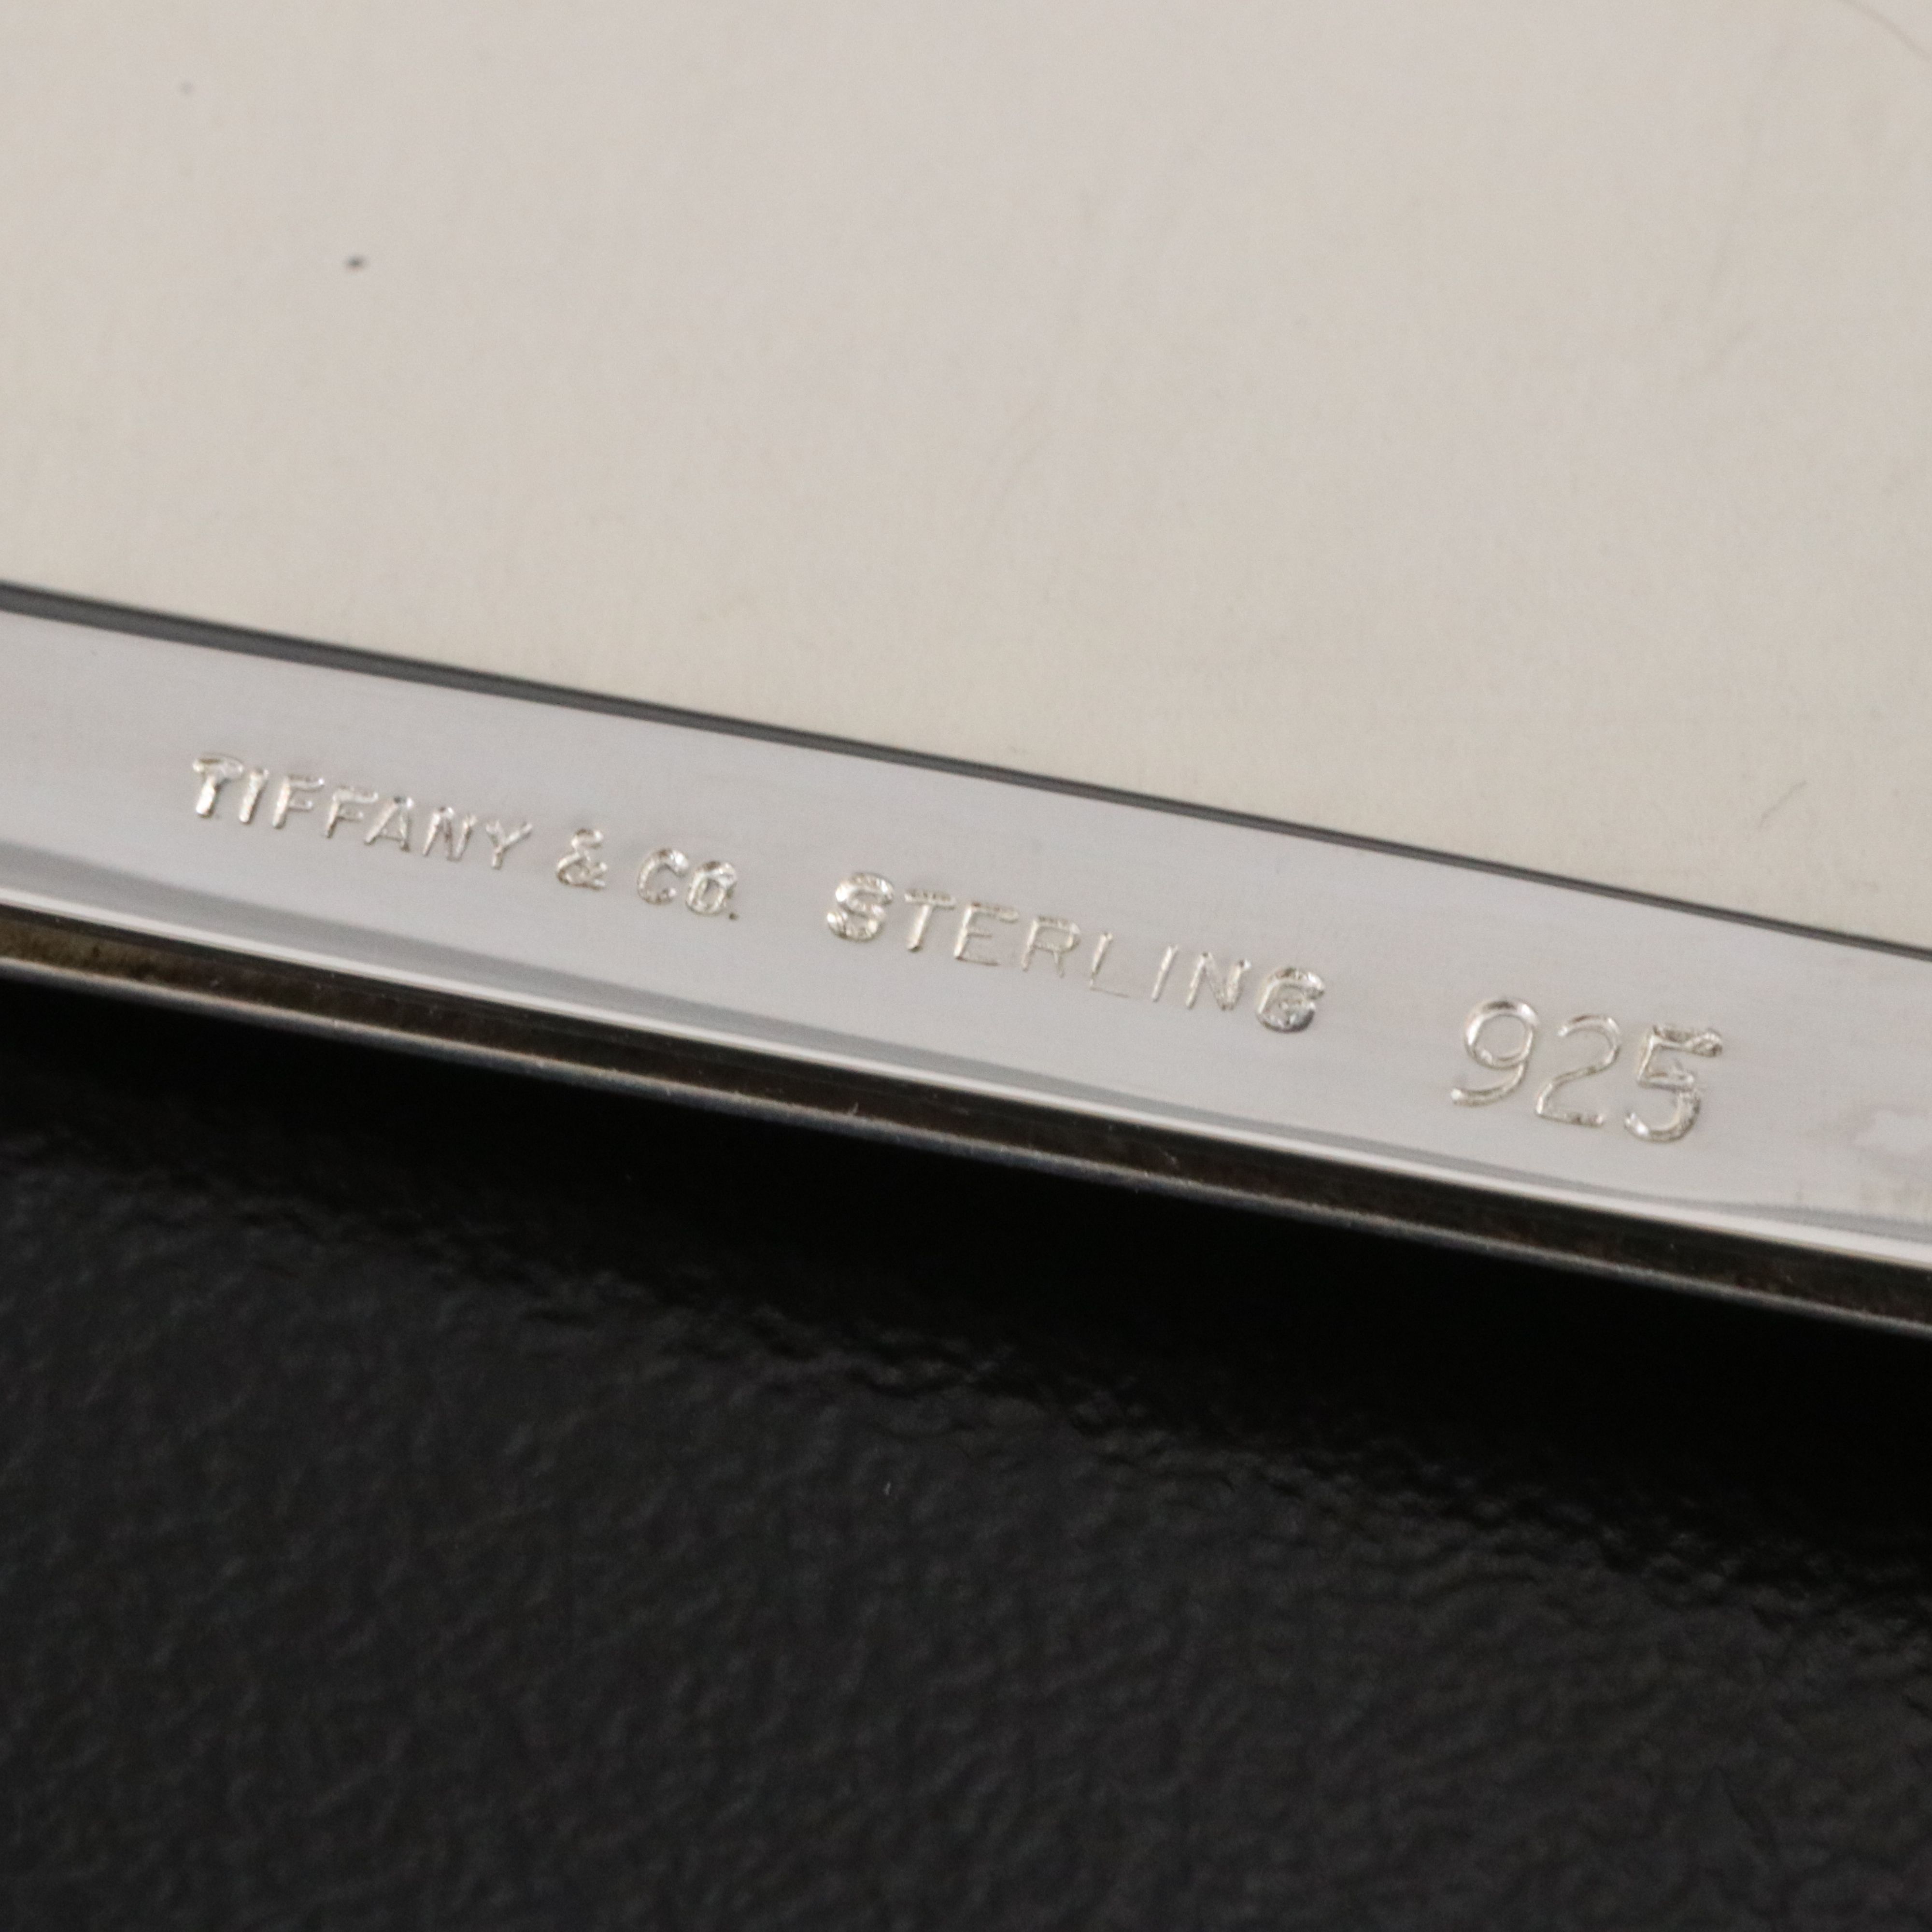 TIFFANY & CO. STERLING 925